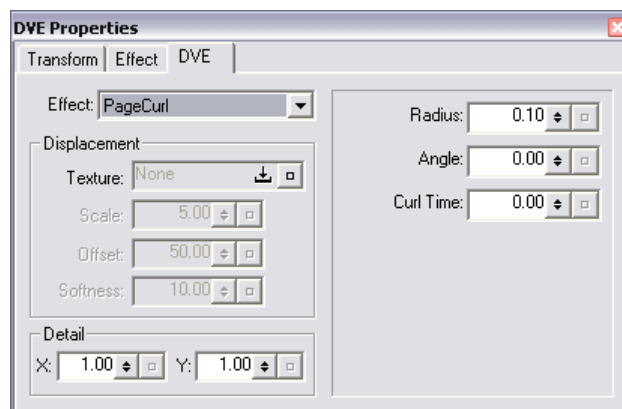 DVE Properties
Transform Effect DVE
Effect: PageCurl
Displacement
Texture: None
Scale: 5.00
Offset: 50.00
Softness: 10.00
Detail
X: 1.00 Y: 1.00
Radius: 0.10
Angle: 0.00
Curl Time: 0.00